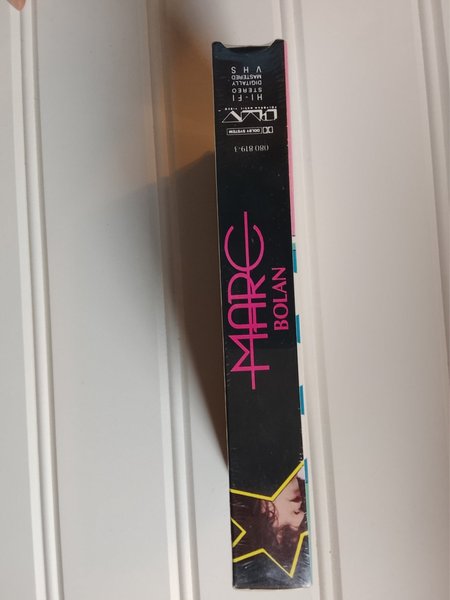 MARC
BOLAN
080 819-3
DOLBY SYSTEM
HI-FI
STEREO
DIGITALLY
MASTERED
VHS